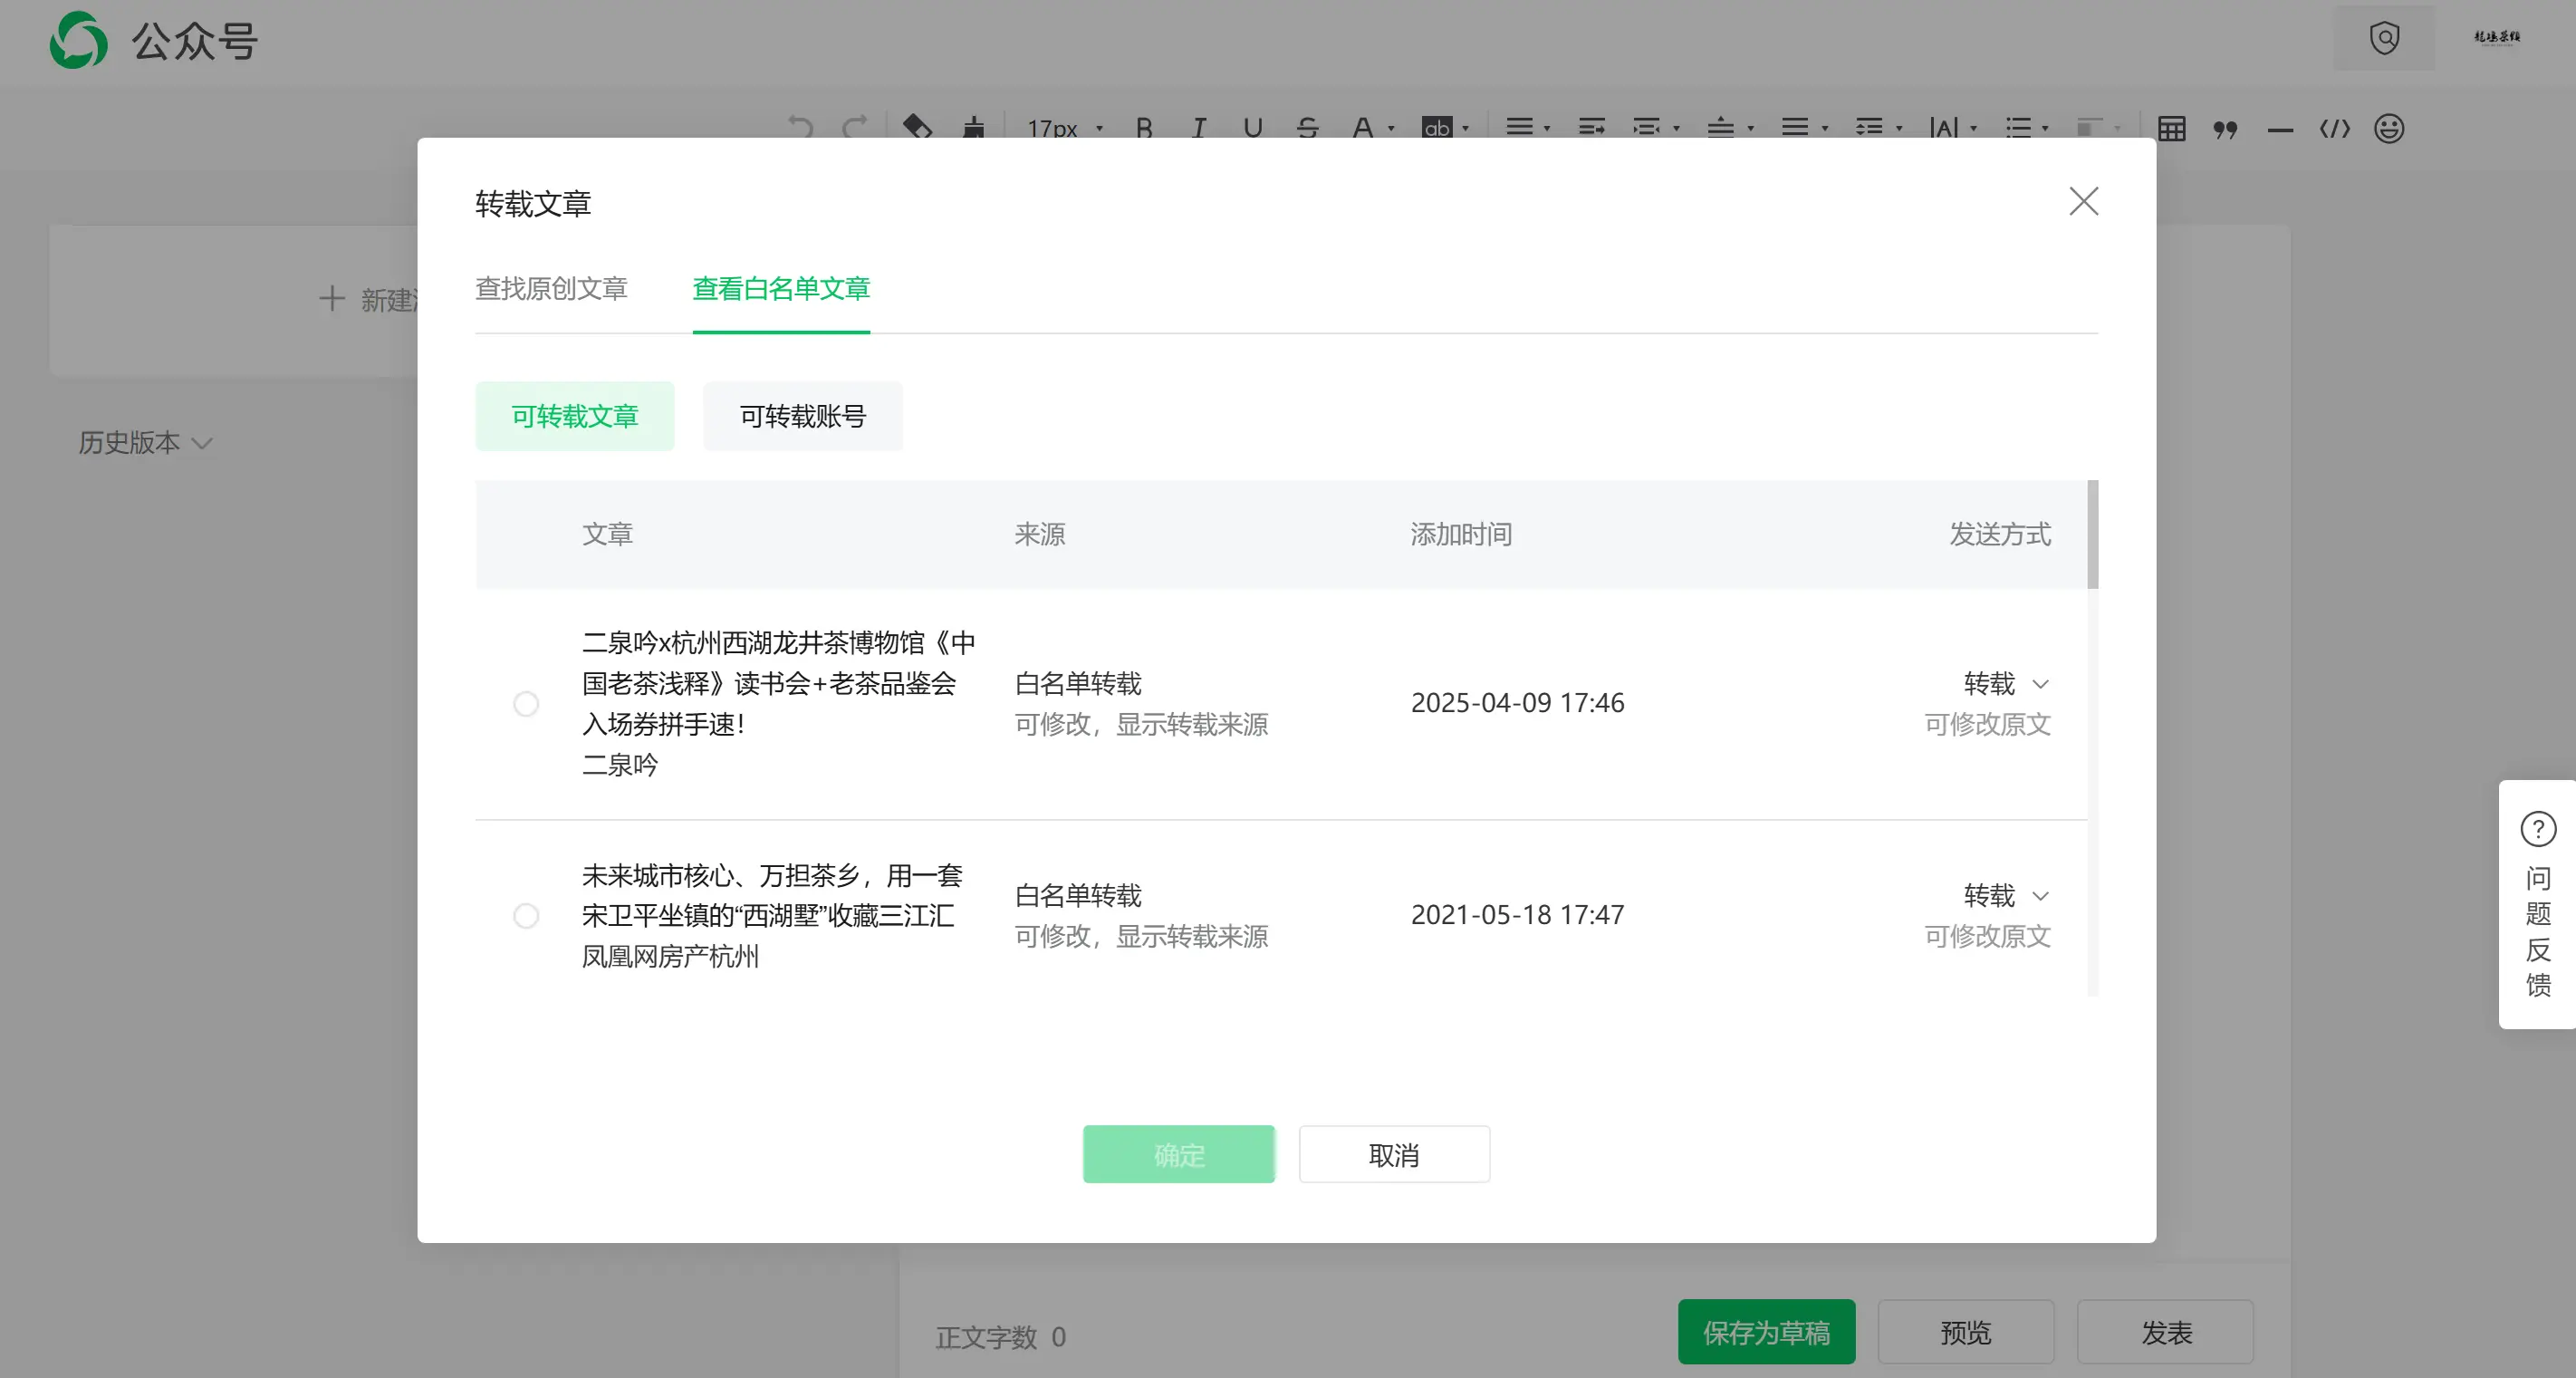 公众号
17px
转载文章
查找原创文章
查看白名单文章
新建
历史版本
可转载文章
可转载账号
文章
来源
添加时间
发送方式
二泉吟x杭州西湖龙井茶博物馆《中
国老茶浅释》读书会+老茶品鉴会
入场券拼手速！
二泉吟
白名单转载
可修改，显示转载来源
2025-04-09 17:46
转载
可修改原文
未来城市核心、万担茶乡，用一套
宋卫平坐镇的“西湖墅”收藏三江汇
凤凰网房产杭州
白名单转载
可修改，显示转载来源
2021-05-18 17:47
转载
可修改原文
问
题
反
馈
确定
取消
正文字数 0
保存为草稿
预览
发表